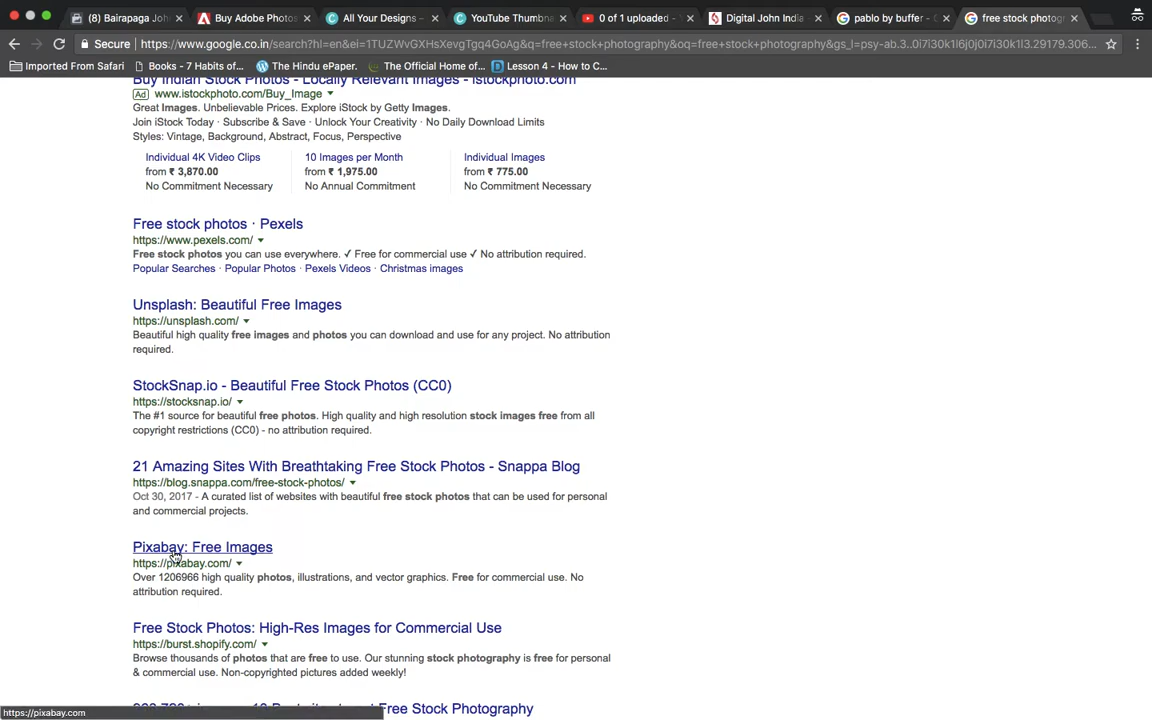 (8) Bairapaga Joh
Buy Adobe Photos
All Your Designs -
YouTube Thumbna
0 of 1 uploaded -
Digital John India
pablo by buffer - G
free stock photog
Secure
https://www.google.co.in/search?hl=en&ei=1TUZWvGXHsXevgTgq4GoAg&q=free+stock+photography&oq=free+stock+photography&gs_l=psy-ab.3..0i7i30k1l6j0j0i7i30k1l3.29179.306...
Imported From Safari
Books - 7 Habits of...
The Hindu ePaper.
The Official Home of...
Lesson 4 - How to C...
Buy Indian Stock Photos - Locally Relevant Images - istockphoto.com
Ad www.istockphoto.com/Buy_Image
Great Images. Unbelievable Prices. Explore iStock by Getty Images.
Join iStock Today · Subscribe & Save · Unlock Your Creativity · No Daily Download Limits
Styles: Vintage, Background, Abstract, Focus, Perspective
Individual 4K Video Clips
from ₹ 3,870.00
No Commitment Necessary
10 Images per Month
from ₹ 1,975.00
No Annual Commitment
Individual Images
from ₹ 775.00
No Commitment Necessary
Free stock photos · Pexels
https://www.pexels.com/
Free stock photos you can use everywhere. ✓ Free for commercial use ✓ No attribution required.
Popular Searches · Popular Photos · Pexels Videos · Christmas images
Unsplash: Beautiful Free Images
https://unsplash.com/
Beautiful high quality free images and photos you can download and use for any project. No attribution
required.
StockSnap.io - Beautiful Free Stock Photos (CC0)
https://stocksnap.io/
The #1 source for beautiful free photos. High quality and high resolution stock images free from all
copyright restrictions (CC0) - no attribution required.
21 Amazing Sites With Breathtaking Free Stock Photos - Snappa Blog
https://blog.snappa.com/free-stock-photos/
Oct 30, 2017 - A curated list of websites with beautiful free stock photos that can be used for personal
and commercial projects.
Pixabay: Free Images
https://pixabay.com/
Over 1206966 high quality photos, illustrations, and vector graphics. Free for commercial use. No
attribution required.
Free Stock Photos: High-Res Images for Commercial Use
https://burst.shopify.com/
Browse thousands of photos that are free to use. Our stunning stock photography is free for personal
& commercial use. Non-copyrighted pictures added weekly!
Free Stock Photography
https://pixabay.com